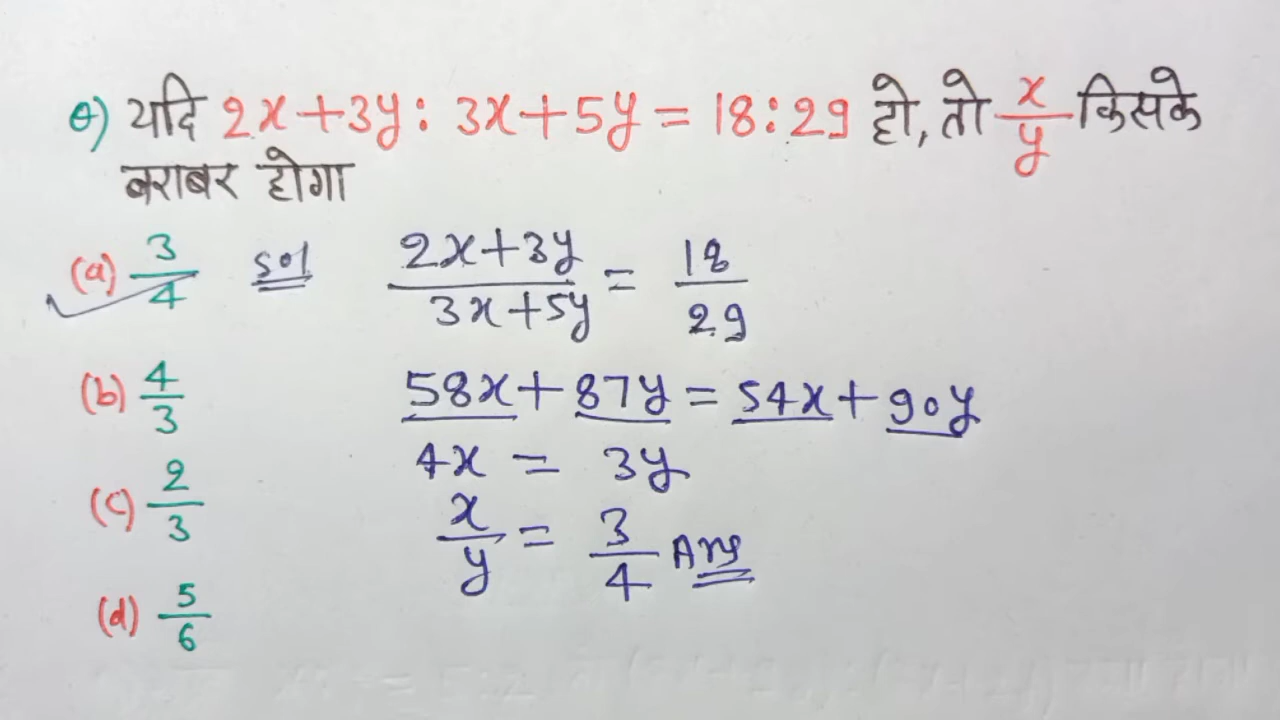 Q) यदि 2x+3y : 3x+5y = 18:29 हो, तो x/y किसके
बराबर होगा
(a) 3/4
Sol
(2x+3y)/(3x+5y) = 18/29
(b) 4/3
58x + 87y = 54x + 90y
4x = 3y
(c) 2/3
x/y = 3/4 Ans
(d) 5/6